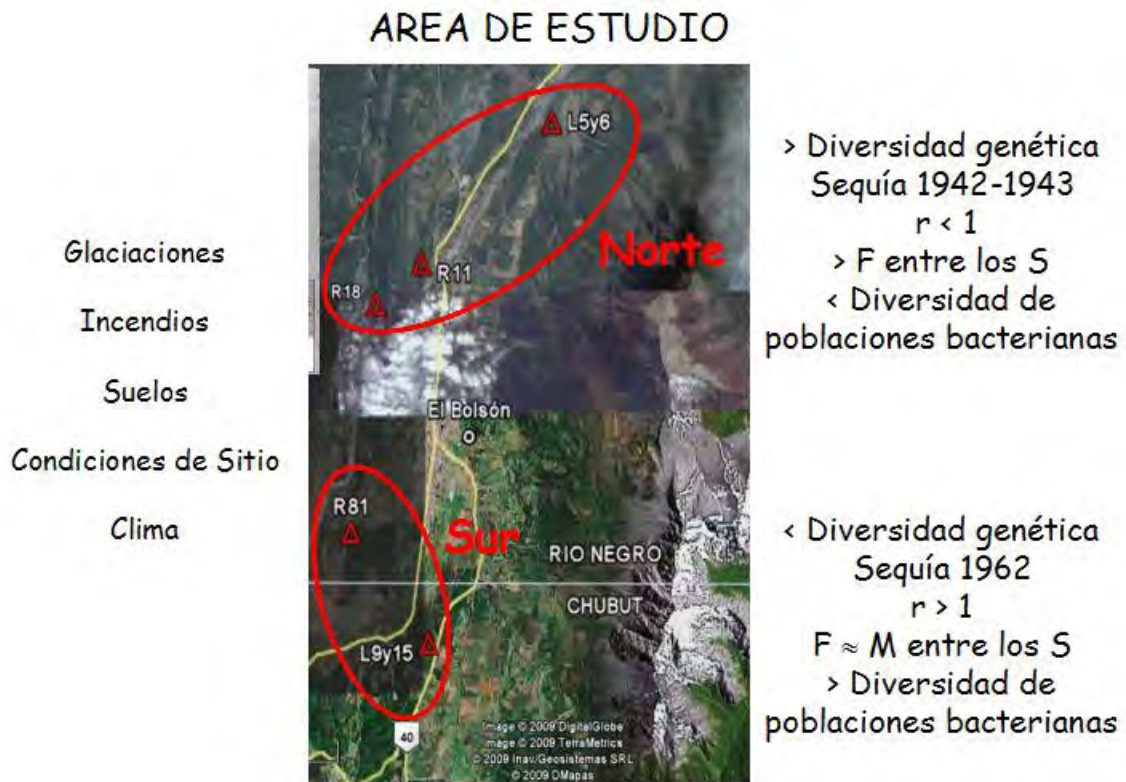 AREA DE ESTUDIO
Glaciaciones
Incendios
Suelos
Condiciones de Sitio
Clima
L5y6
Norte
R11
R18
El Bolsón
R81
Sur
RIO NEGRO
CHUBUT
L9y15
40
Image © 2009 DigitalGlobe
Image © 2009 TerraMetrics
© 2009 Inav/Geosistemas SRL
© 2009 DMapas
> Diversidad genética
Sequía 1942-1943
r < 1
> F entre los S
< Diversidad de
poblaciones bacterianas
< Diversidad genética
Sequía 1962
r > 1
F ≈ M entre los S
> Diversidad de
poblaciones bacterianas